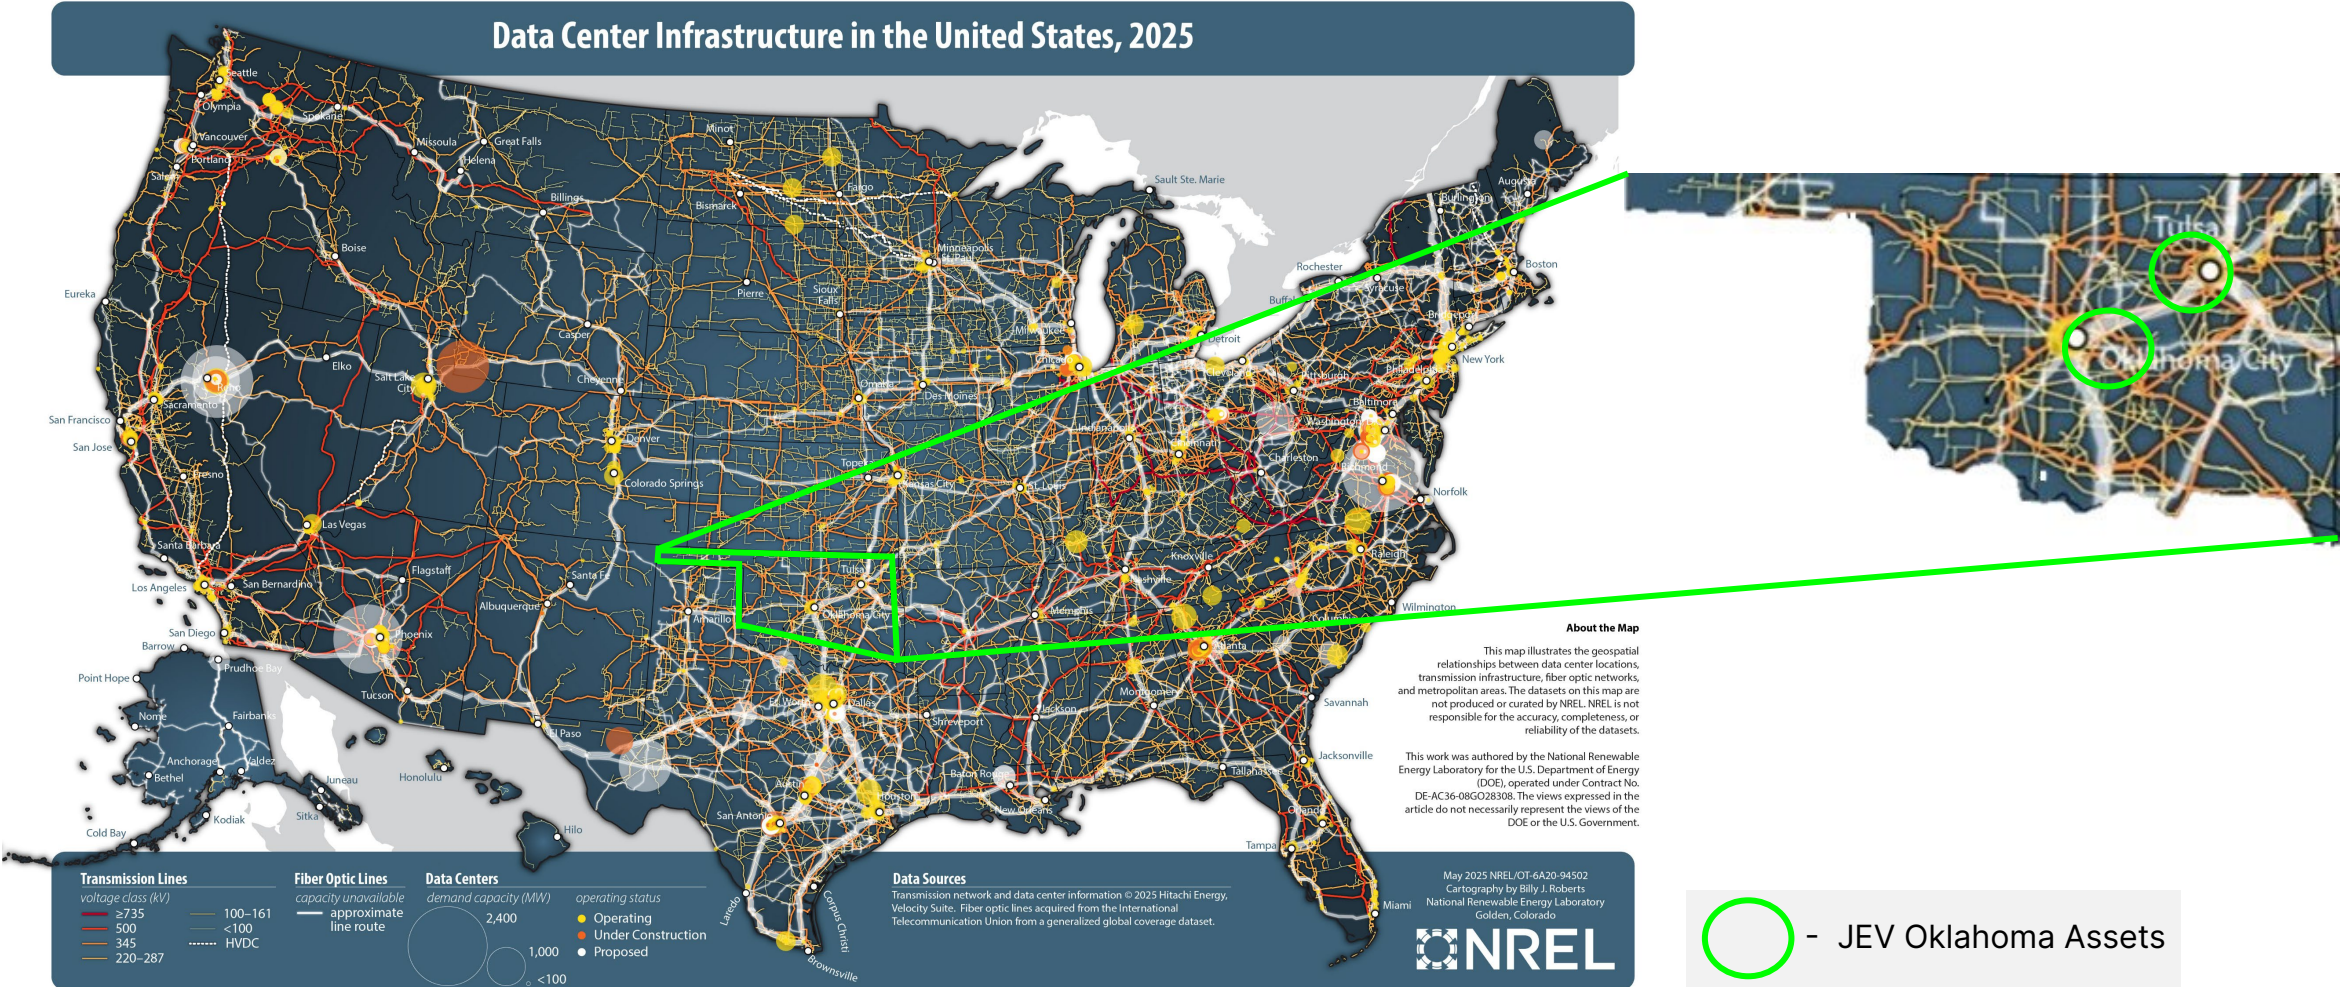 Data Center Infrastructure in the United States, 2025
Seattle
Olympia
Spokane
Vancouver
Portland
Salem
Missoula
Great Falls
Helena
Billings
Boise
Eureka
Elko
Reno
Sacramento
San Francisco
San Jose
Fresno
Salt Lake
City
Casper
Cheyenne
Denver
Colorado Springs
Las Vegas
Santa Barbara
Los Angeles
San Bernardino
San Diego
Flagstaff
Phoenix
Tucson
Albuquerque
Santa Fe
El Paso
Minot
Bismarck
Fargo
Pierre
Sioux
Falls
Minneapolis
St. Paul
Omaha
Des Moines
Topeka
Kansas City
St. Louis
Milwaukee
Chicago
Sault Ste. Marie
Detroit
Cleveland
Indianapolis
Cincinnati
Pittsburgh
Charleston
Rochester
Buffalo
Syracuse
Burlington
Augusta
Boston
Bridgeport
New York
Philadelphia
Baltimore
Washington
Richmond
Norfolk
Raleigh
Wilmington
Columbia
Knoxville
Nashville
Memphis
Atlanta
Savannah
Montgomery
Jackson
Shreveport
Jacksonville
Tallahassee
Orlando
Tampa
Miami
Baton Rouge
New Orleans
Tulsa
Oklahoma City
Amarillo
Ft. Worth
Dallas
Austin
Houston
San Antonio
Laredo
Corpus Christi
Brownsville
Barrow
Prudhoe Bay
Point Hope
Nome
Fairbanks
Anchorage
Valdez
Bethel
Juneau
Sitka
Kodiak
Cold Bay
Honolulu
Hilo
Tulsa
Oklahoma City
About the Map
This map illustrates the geospatial
relationships between data center locations,
transmission infrastructure, fiber optic networks,
and metropolitan areas. The datasets on this map are
not produced or curated by NREL. NREL is not
responsible for the accuracy, completeness, or
reliability of the datasets.
This work was authored by the National Renewable
Energy Laboratory for the U.S. Department of Energy
(DOE), operated under Contract No.
DE-AC36-08GO28308. The views expressed in the
article do not necessarily represent the views of the
DOE or the U.S. Government.
Transmission Lines
voltage class (kV)
≥735
500
345
220–287
100–161
<100
HVDC
Fiber Optic Lines
capacity unavailable
approximate
line route
Data Centers
demand capacity (MW)
2,400
1,000
<100
operating status
Operating
Under Construction
Proposed
Data Sources
Transmission network and data center information © 2025 Hitachi Energy,
Velocity Suite. Fiber optic lines acquired from the International
Telecommunication Union from a generalized global coverage dataset.
May 2025 NREL/OT-6A20-94502
Cartography by Billy J. Roberts
National Renewable Energy Laboratory
Golden, Colorado
NREL
- JEV Oklahoma Assets